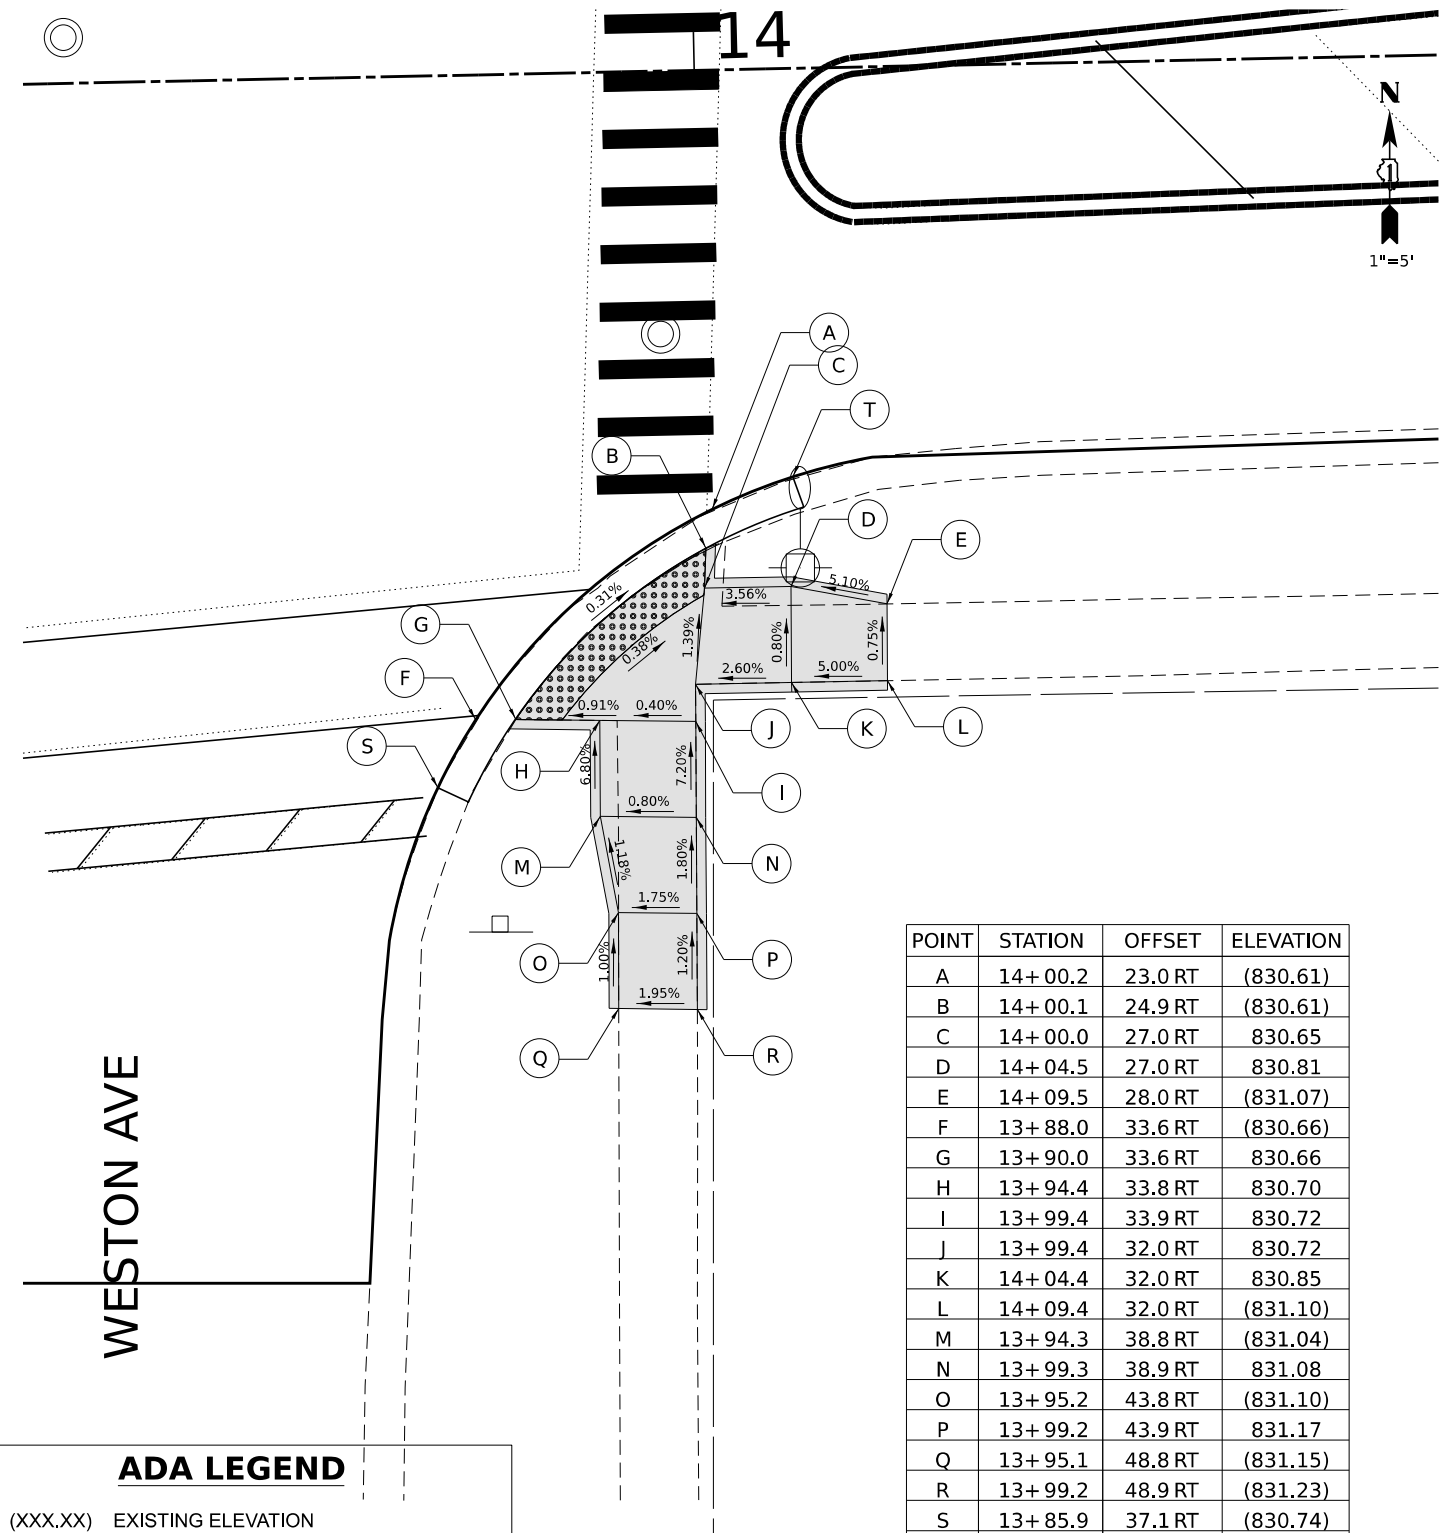 14
N
1"=5'
A
C
T
B
D
E
5.10%
3.56%
0.31%
G
1.39%
0.80%
0.75%
0.38%
2.60%
5.00%
F
0.91%
0.40%
J
K
L
S
H
6.80%
7.20%
I
0.80%
M
1.18%
1.80%
N
1.75%
O
1.00%
1.20%
P
1.95%
Q
R
WESTON AVE
POINT STATION OFFSET ELEVATION
A 14+00.2 23.0 RT (830.61)
B 14+00.1 24.9 RT (830.61)
C 14+00.0 27.0 RT 830.65
D 14+04.5 27.0 RT 830.81
E 14+09.5 28.0 RT (831.07)
F 13+88.0 33.6 RT (830.66)
G 13+90.0 33.6 RT 830.66
H 13+94.4 33.8 RT 830.70
I 13+99.4 33.9 RT 830.72
J 13+99.4 32.0 RT 830.72
K 14+04.4 32.0 RT 830.85
L 14+09.4 32.0 RT (831.10)
M 13+94.3 38.8 RT (831.04)
N 13+99.3 38.9 RT 831.08
O 13+95.2 43.8 RT (831.10)
P 13+99.2 43.9 RT 831.17
Q 13+95.1 48.8 RT (831.15)
R 13+99.2 48.9 RT (831.23)
S 13+85.9 37.1 RT (830.74)
ADA LEGEND
(XXX.XX) EXISTING ELEVATION